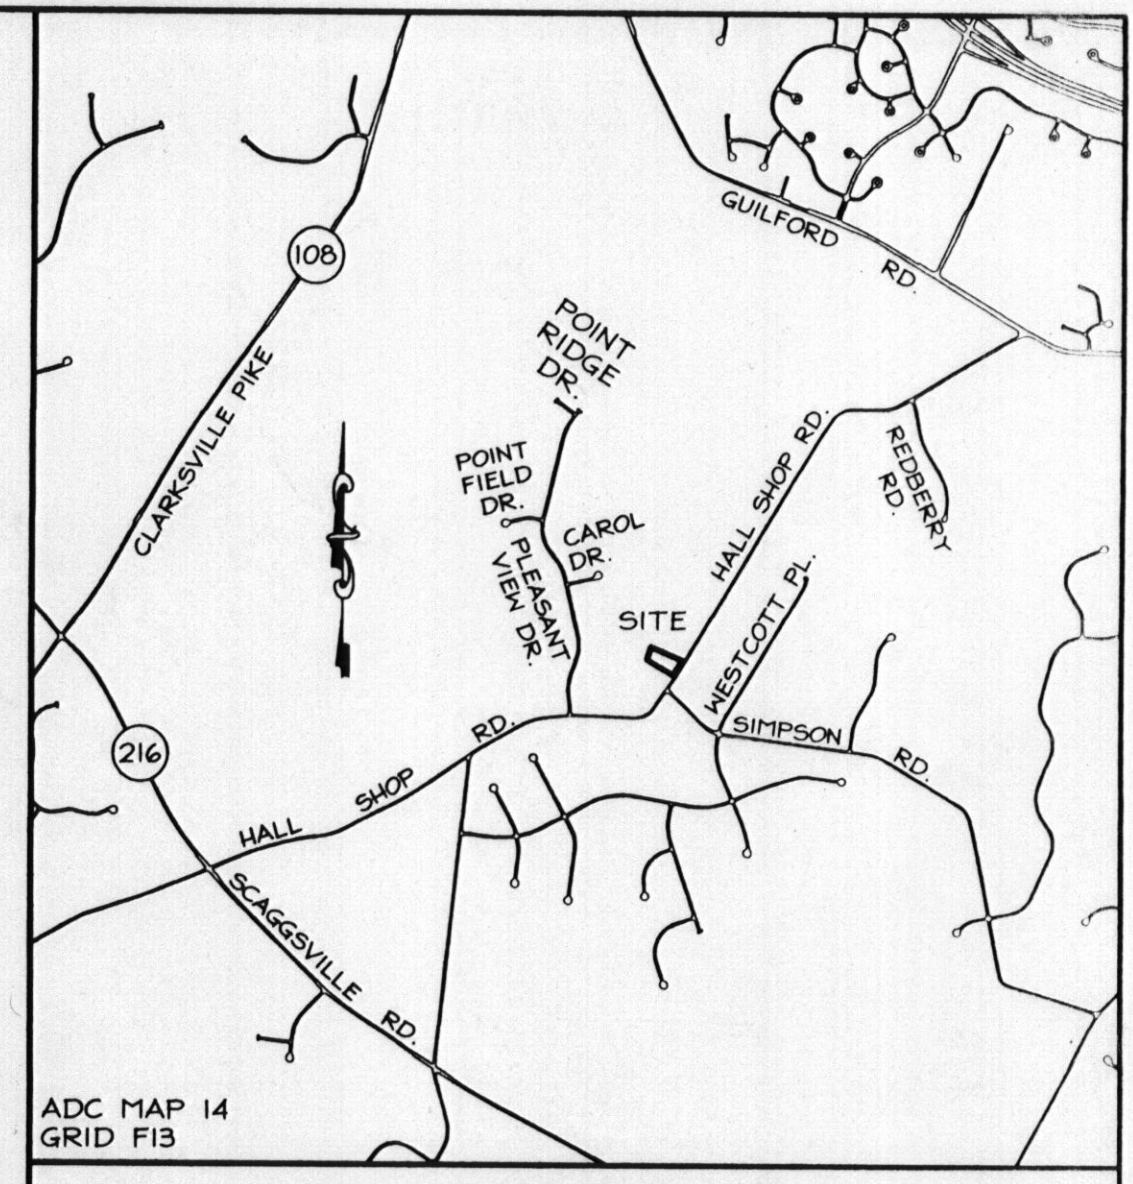 GUILFORD
RD.
108
POINT
RIDGE
DR.
CLARKSVILLE PIKE
HALL SHOP RD.
REDBERRY
RD.
POINT
FIELD
DR.
CAROL
DR.
PLEASANT
VIEW DR.
WESTCOTT PL.
SITE
SIMPSON
RD.
216
HALL
SHOP
RD.
SCAGGSVILLE
RD.
ADC MAP 14
GRID F13